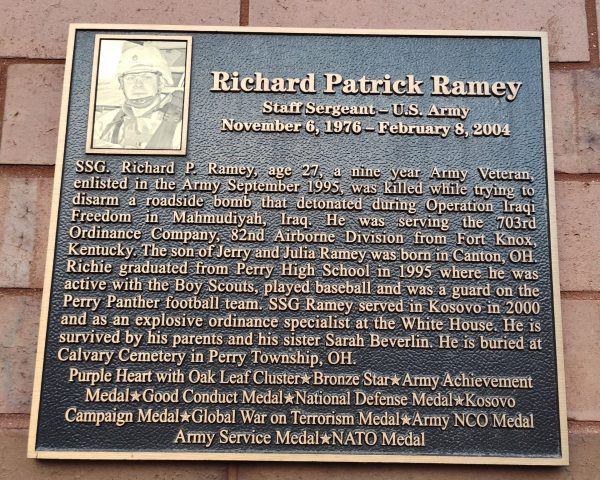 Richard Patrick Ramey
Staff Sergeant – U.S. Army
November 6, 1976 – February 8, 2004
SSG. Richard P. Ramey, age 27, a nine year Army Veteran,
enlisted in the Army September 1995, was killed while trying to
disarm a roadside bomb that detonated during Operation Iraqi
Freedom in Mahmudiyah, Iraq. He was serving the 703rd
Ordinance Company, 82nd Airborne Division from Fort Knox,
Kentucky. The son of Jerry and Julia Ramey was born in Canton, OH.
Richie graduated from Perry High School in 1995 where he was
active with the Boy Scouts, played baseball and was a guard on the
Perry Panther football team. SSG Ramey served in Kosovo in 2000
and as an explosive ordinance specialist at the White House. He is
survived by his parents and his sister Sarah Beverlin. He is buried at
Calvary Cemetery in Perry Township, OH.
Purple Heart with Oak Leaf Cluster★Bronze Star★Army Achievement
Medal★Good Conduct Medal★National Defense Medal★Kosovo
Campaign Medal★Global War on Terrorism Medal★Army NCO Medal
Army Service Medal★NATO Medal